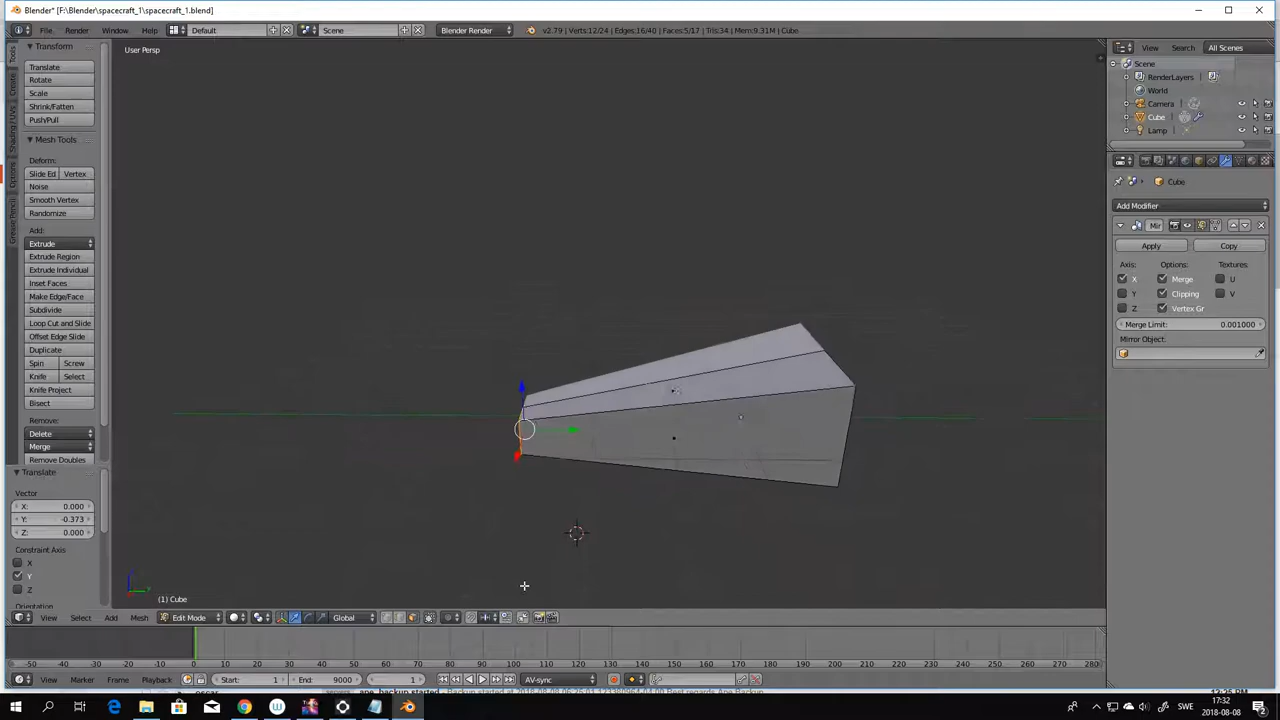 Blender* [F:\Blender\spacecraft_1\spacecraft_1.blend]
File Render Window Help Default Scene Blender Render v2.79 | Verts:12/24 | Edges:16/40 | Faces:5/17 | Tris:34 | Mem:9.31M | Cube
View Search All Scenes
Tools
Create
Shading / UVs
Options
Grease Pencil
Transform
Translate
Rotate
Scale
Shrink/Fatten
Push/Pull
Mesh Tools
Deform:
Slide Ed Vertex
Noise
Smooth Vertex
Randomize
Add:
Extrude
Extrude Region
Extrude Individual
Inset Faces
Make Edge/Face
Subdivide
Loop Cut and Slide
Offset Edge Slide
Duplicate
Spin Screw
Knife Select
Knife Project
Bisect
Remove:
Delete
Merge
Remove Doubles
Translate
Vector
X: 0.000
Y: -0.373
Z: 0.000
Constraint Axis
X
Y
Z
Orientation
User Persp
(1) Cube
Scene
RenderLayers
World
Camera
Cube
Lamp
Cube
Add Modifier
Mir
Apply Copy
Axis: Options: Textures:
X Merge U
Y Clipping V
Z Vertex Gr
Merge Limit: 0.001000
Mirror Object:
View Select Add Mesh Edit Mode Global
-50 -40 -30 -20 -10 0 10 20 30 40 50 60 70 80 90 100 110 120 130 140 150 160 170 180 190 200 210 220 230 240 250 260 270 280
View Marker Frame Playback Start: 1 End: 9000 1 AV-sync
SWE
17:32
2018-08-08